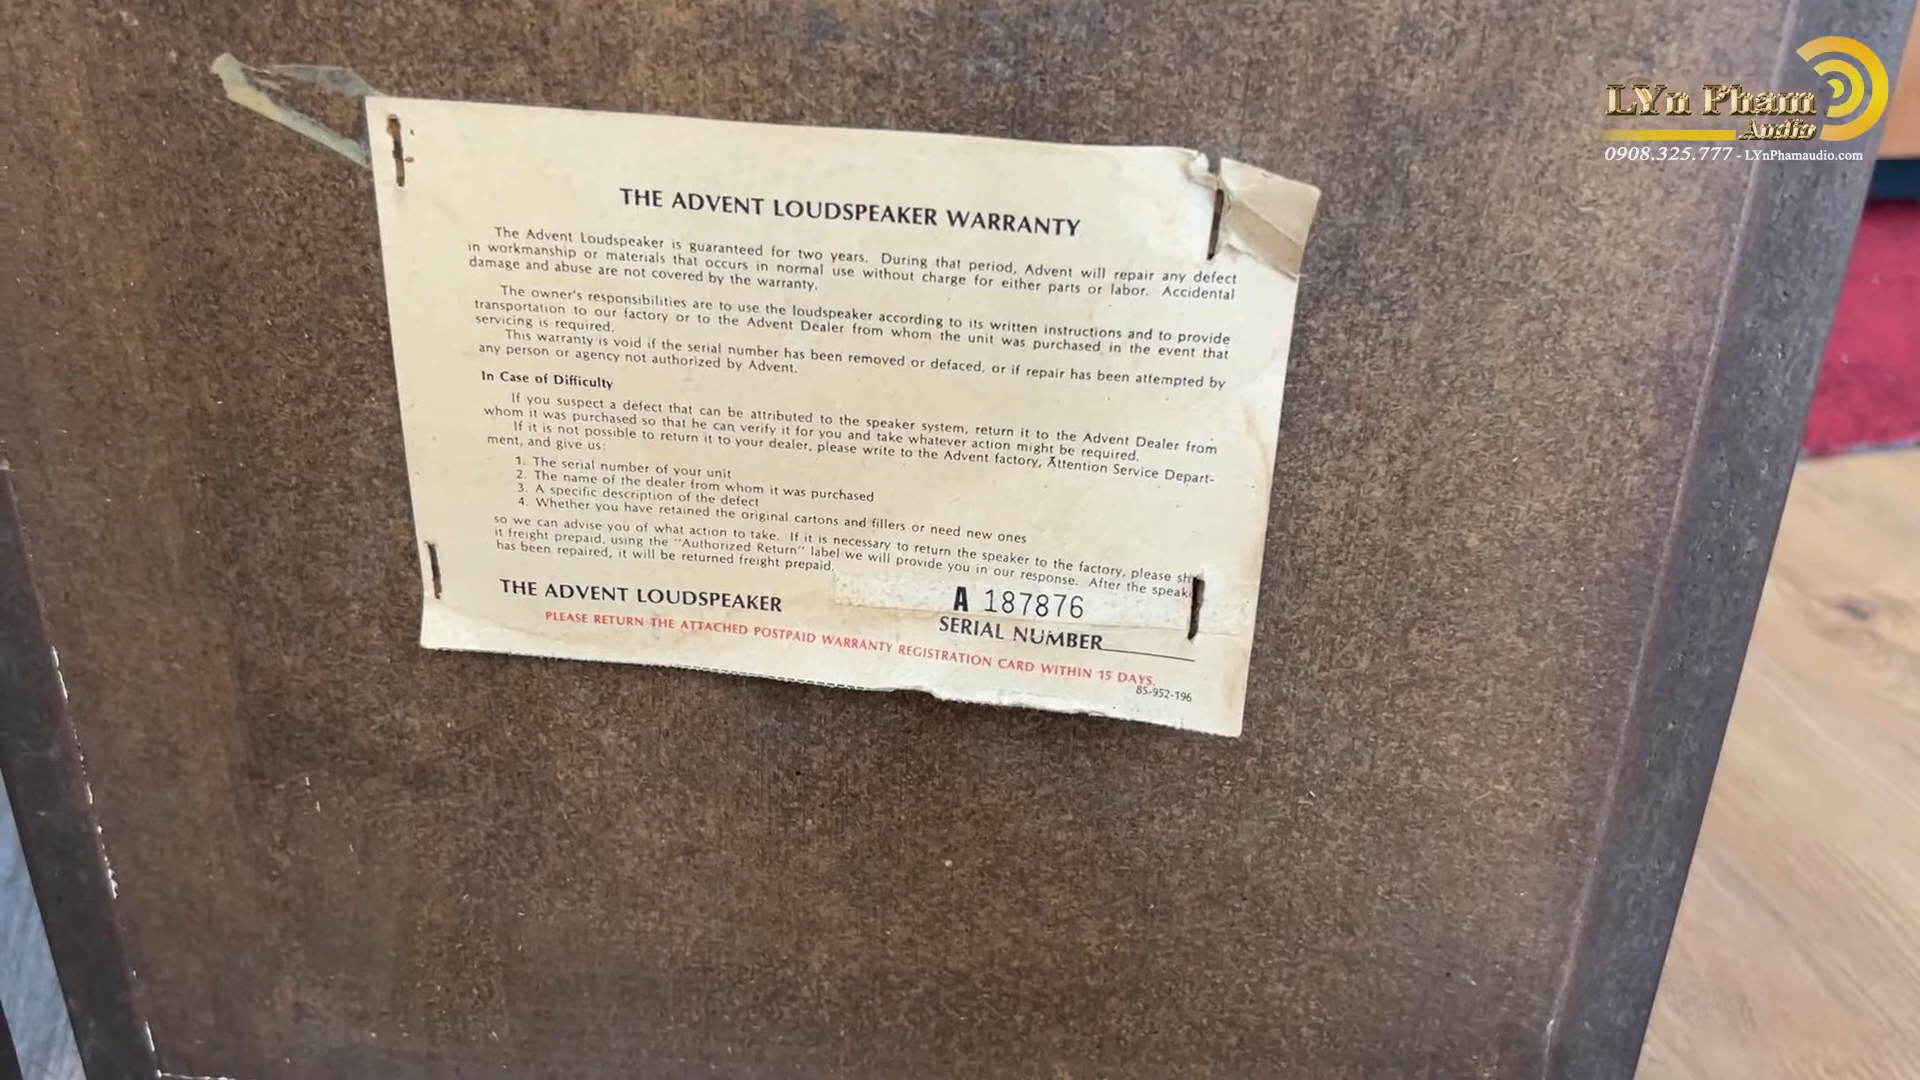 LYn Pham
Audio
0908.325.777 - LYnPhamaudio.com
THE ADVENT LOUDSPEAKER WARRANTY
The Advent Loudspeaker is guaranteed for two years. During that period, Advent will repair any defect
in workmanship or materials that occurs in normal use without charge for either parts or labor. Accidental
damage and abuse are not covered by the warranty.
The owner's responsibilities are to use the loudspeaker according to its written instructions and to provide
transportation to our factory or to the Advent Dealer from whom the unit was purchased in the event that
servicing is required.
This warranty is void if the serial number has been removed or defaced, or if repair has been attempted by
any person or agency not authorized by Advent.
In Case of Difficulty
If you suspect a defect that can be attributed to the speaker system, return it to the Advent Dealer from
whom it was purchased so that he can verify it for you and take whatever action might be required.
If it is not possible to return it to your dealer, please write to the Advent factory, Attention Service Depart-
ment, and give us:
1. The serial number of your unit
2. The name of the dealer from whom it was purchased
3. A specific description of the defect
4. Whether you have retained the original cartons and fillers or need new ones
so we can advise you of what action to take. If it is necessary to return the speaker to the factory, please sh
it freight prepaid, using the "Authorized Return" label we will provide you in our response. After the speak
has been repaired, it will be returned freight prepaid.
A 187876
THE ADVENT LOUDSPEAKER SERIAL NUMBER
PLEASE RETURN THE ATTACHED POSTPAID WARRANTY REGISTRATION CARD WITHIN 15 DAYS.
85-952-196